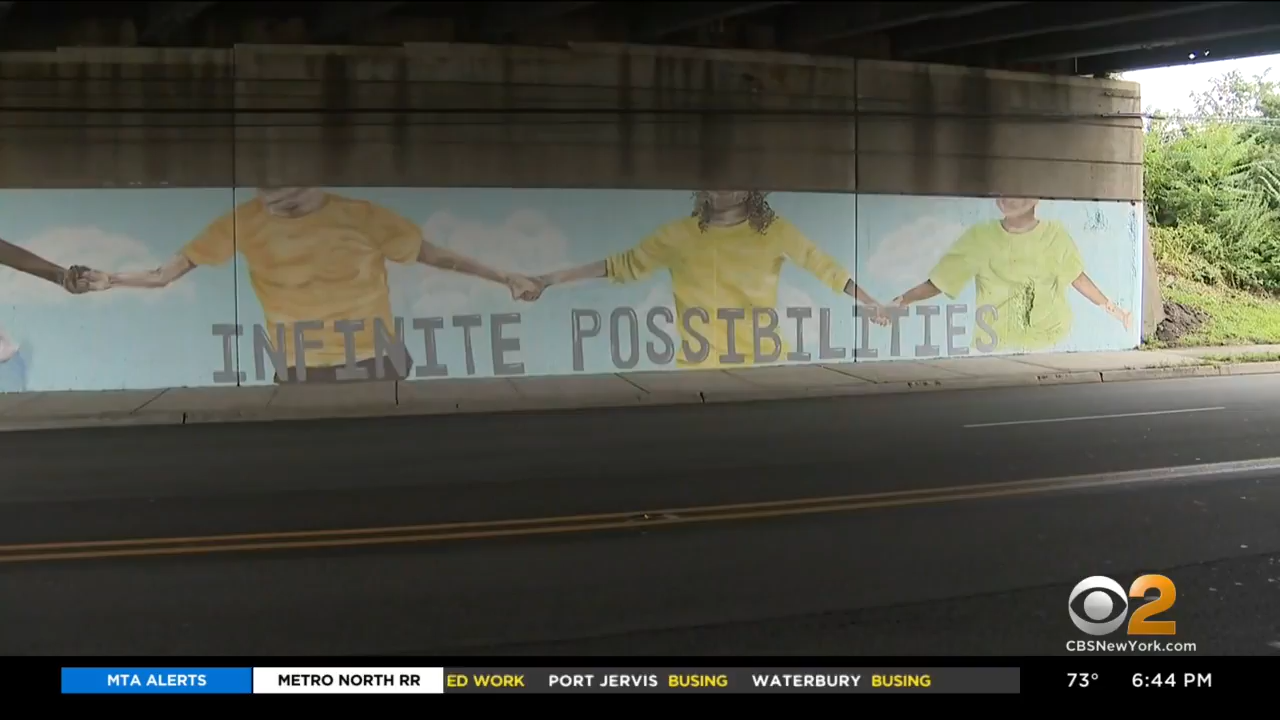 INFINITE POSSIBILITIES
2
CBSNewYork.com
MTA ALERTS METRO NORTH RR ED WORK PORT JERVIS BUSING WATERBURY BUSING 73° 6:44 PM